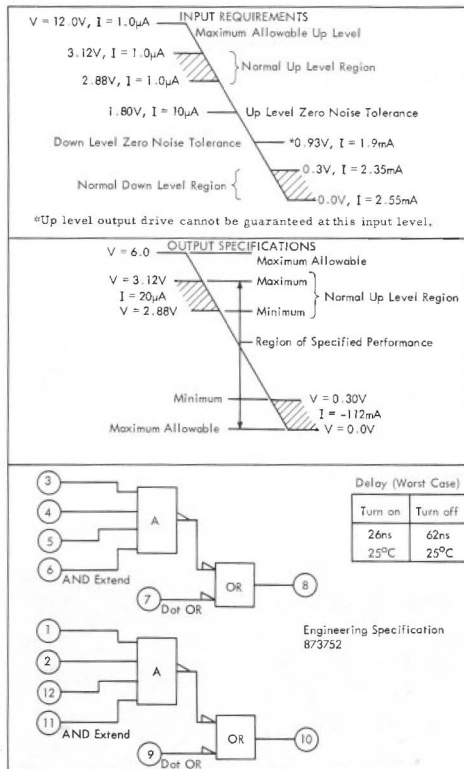 INPUT REQUIREMENTS
V = 12.0V, I = 1.0µA
Maximum Allowable Up Level
3.12V, I = 1.0µA
Normal Up Level Region
2.88V, I = 1.0µA
1.80V, I = 10µA
Up Level Zero Noise Tolerance
Down Level Zero Noise Tolerance
*0.93V, I = 1.9mA
0.3V, I = 2.35mA
Normal Down Level Region
0.0V, I = 2.55mA
*Up level output drive cannot be guaranteed at this input level.
OUTPUT SPECIFICATIONS
V = 6.0
Maximum Allowable
V = 3.12V
Maximum
I = 20µA
Normal Up Level Region
V = 2.88V
Minimum
Region of Specified Performance
Minimum
V = 0.30V
I = -112mA
Maximum Allowable
V = 0.0V
Delay (Worst Case)
Turn on Turn off
26ns 62ns
25°C 25°C
3
4
A
5
6
AND Extend
OR
8
7
Dot OR
Engineering Specification
873752
1
2
A
12
11
AND Extend
OR
10
9
Dot OR